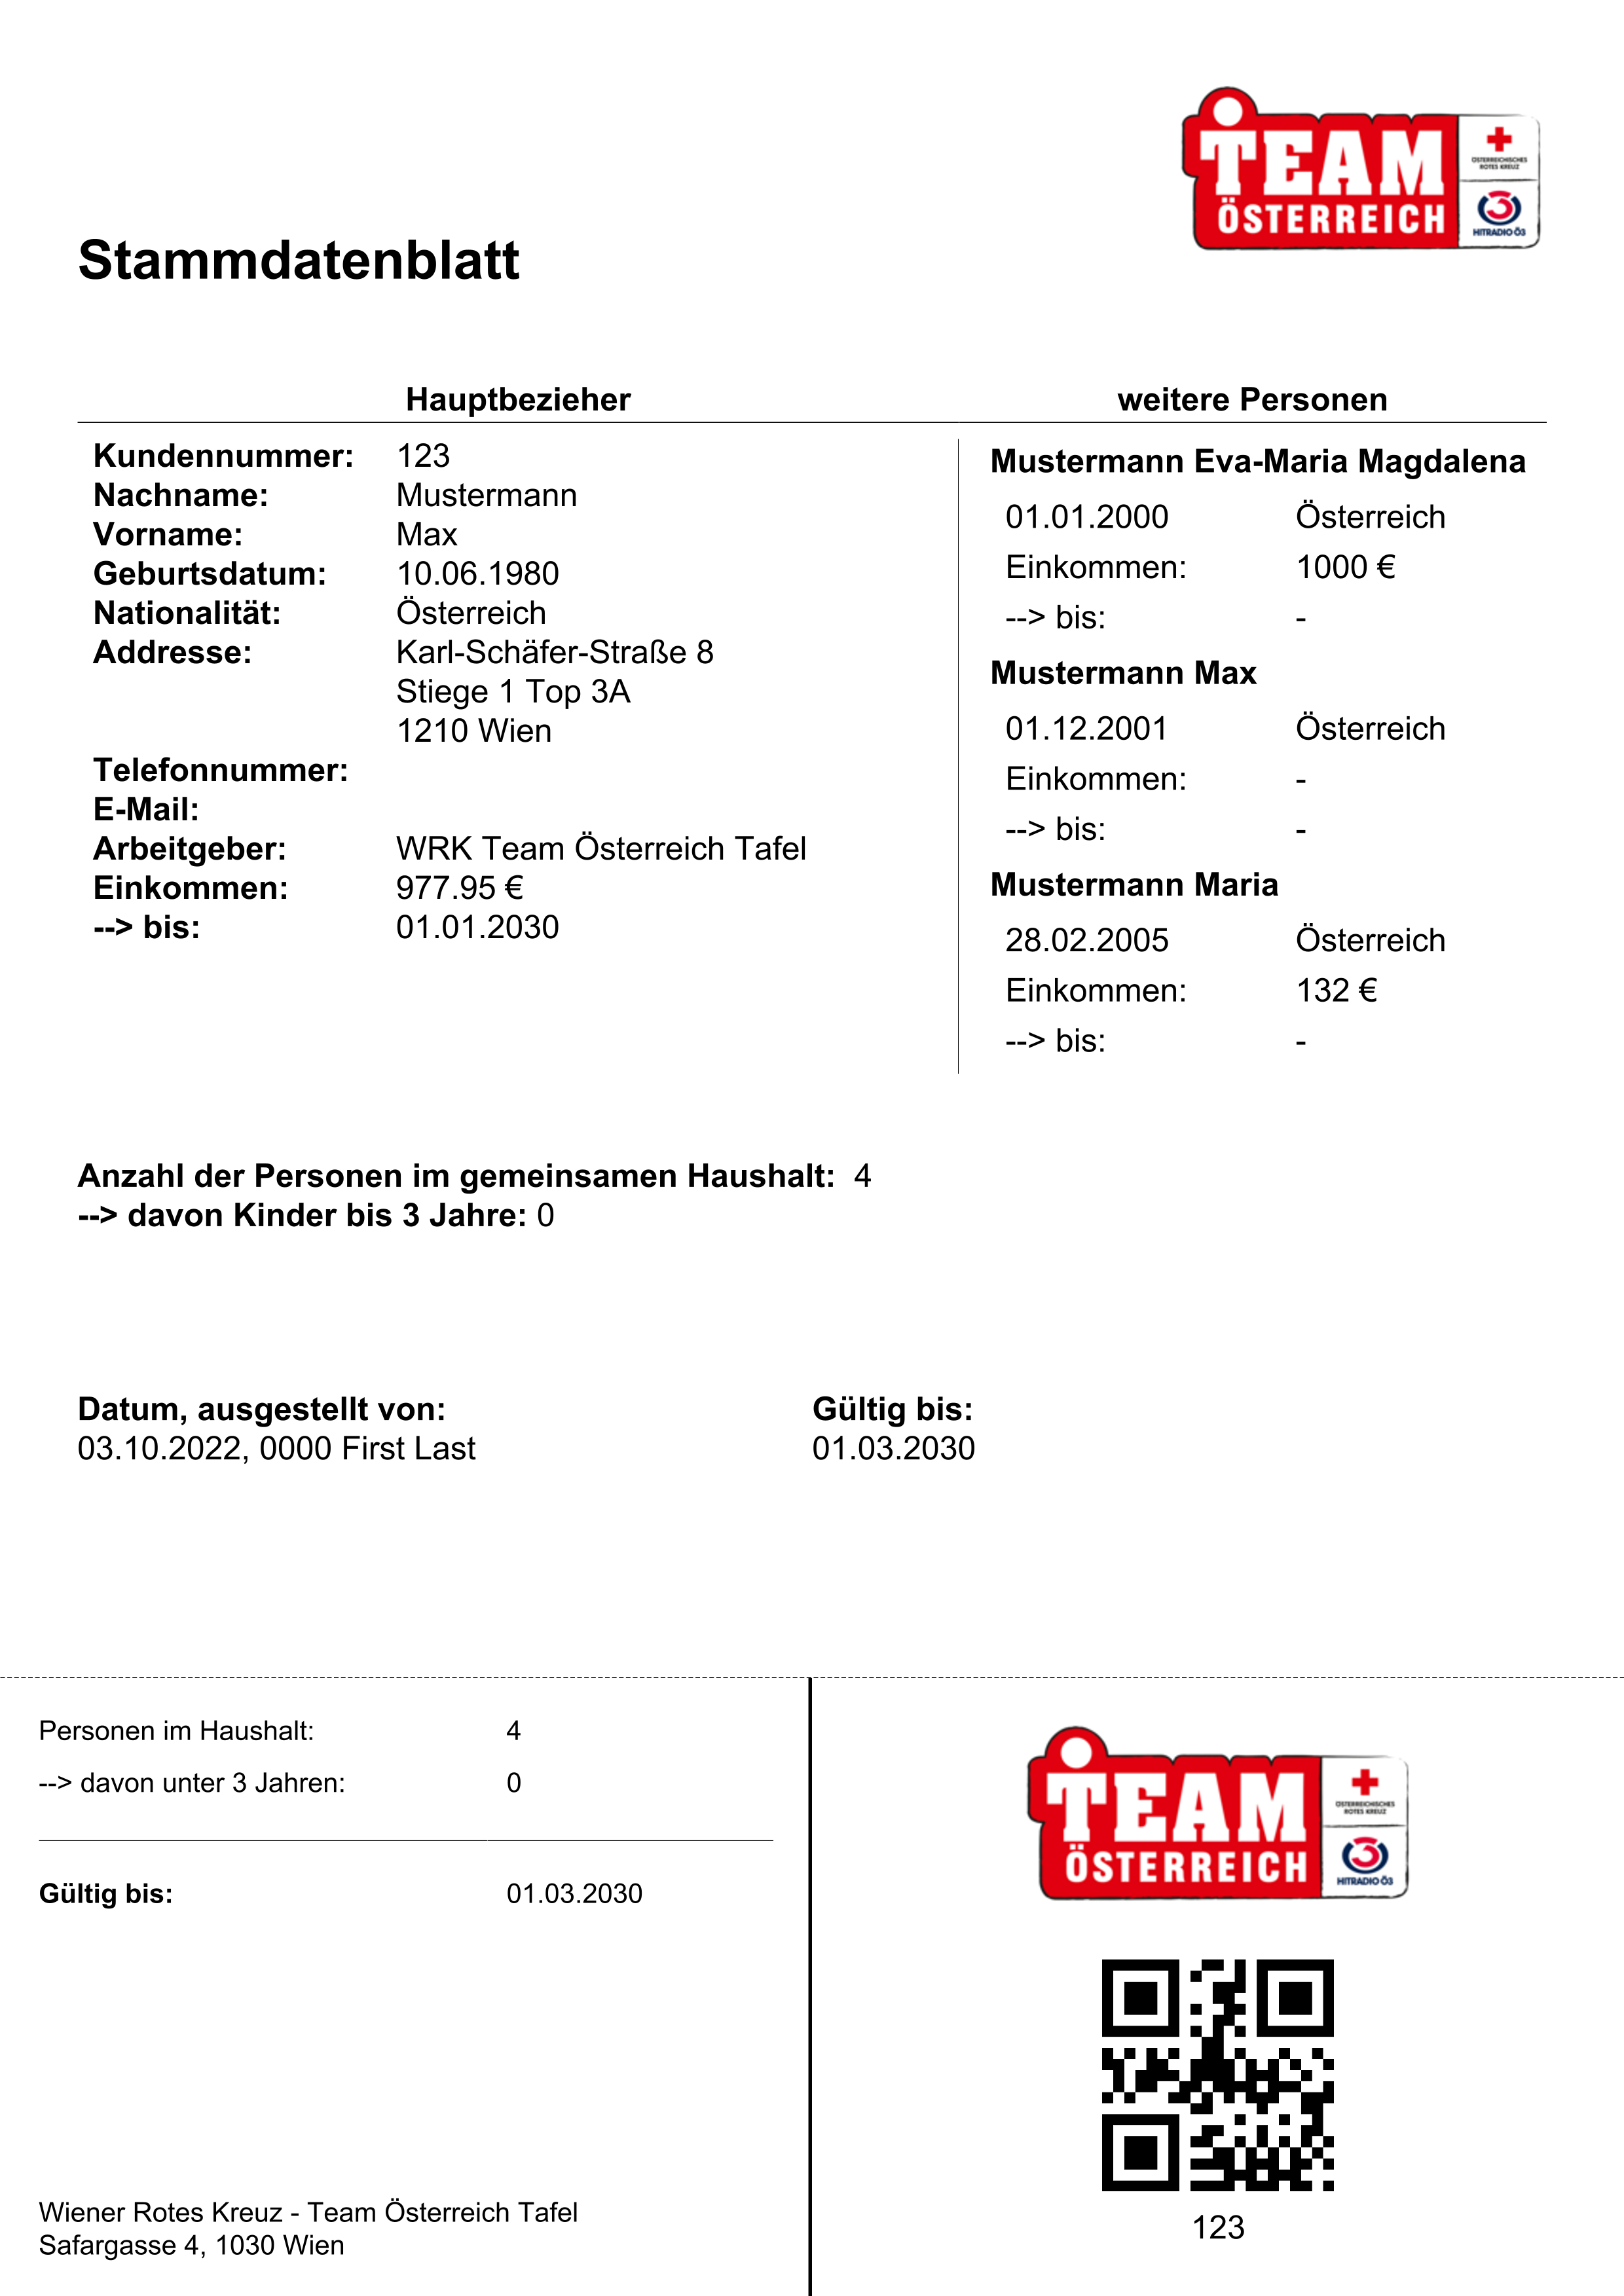 TEAM
ÖSTERREICH
ÖSTERREICHISCHES
ROTES KREUZ
3
HITRADIO Ö3
Stammdatenblatt
Hauptbezieher
Kundennummer: 123
Nachname: Mustermann
Vorname: Max
Geburtsdatum: 10.06.1980
Nationalität: Österreich
Addresse: Karl-Schäfer-Straße 8
Stiege 1 Top 3A
1210 Wien
Telefonnummer:
E-Mail:
Arbeitgeber: WRK Team Österreich Tafel
Einkommen: 977.95 €
--> bis: 01.01.2030
weitere Personen
Mustermann Eva-Maria Magdalena
01.01.2000 Österreich
Einkommen: 1000 €
--> bis: -
Mustermann Max
01.12.2001 Österreich
Einkommen: -
--> bis: -
Mustermann Maria
28.02.2005 Österreich
Einkommen: 132 €
--> bis: -
Anzahl der Personen im gemeinsamen Haushalt: 4
--> davon Kinder bis 3 Jahre: 0
Datum, ausgestellt von:
03.10.2022, 0000 First Last
Gültig bis:
01.03.2030
Personen im Haushalt: 4
--> davon unter 3 Jahren: 0
Gültig bis: 01.03.2030
Wiener Rotes Kreuz - Team Österreich Tafel
Safargasse 4, 1030 Wien
TEAM
ÖSTERREICH
ÖSTERREICHISCHES
ROTES KREUZ
3
HITRADIO Ö3
123